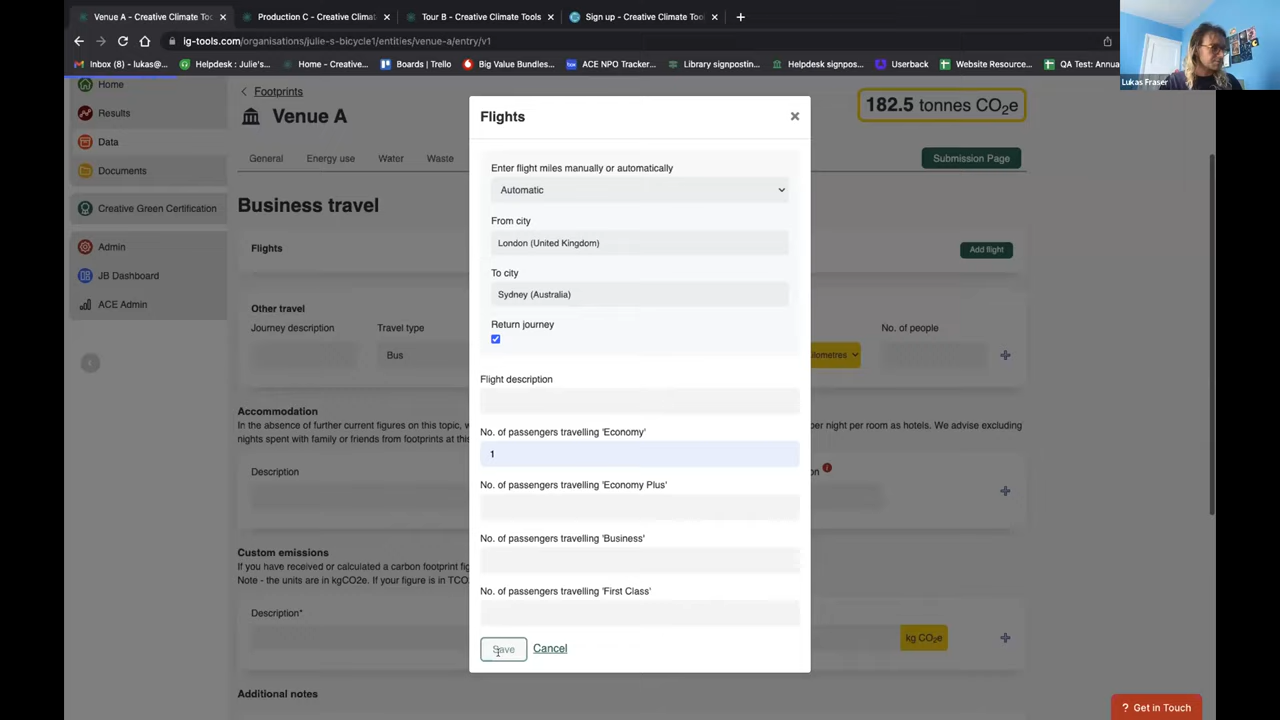 Venue A - Creative Climate Toc
Production C - Creative Climat
Tour B - Creative Climate Tools
Sign up - Creative Climate Tool
ig-tools.com/organisations/julie-s-bicycle1/entities/venue-a/entry/v1
Inbox (8) - lukas@...
Helpdesk : Julie's...
Home - Creative...
Boards | Trello
Big Value Bundles...
ACE NPO Tracker...
Library signpostin...
Helpdesk signpos...
Userback
Website Resource...
QA Test: Annua
Lukas Fraser
Home
Results
Data
Documents
Creative Green Certification
Admin
JB Dashboard
ACE Admin
Footprints
Venue A
182.5 tonnes CO2e
General
Energy use
Water
Waste
Submission Page
Business travel
Flights
Add flight
Other travel
Journey description
Travel type
No. of people
Bus
ilometres
Accommodation
In the absence of further current figures on this topic, w
per night per room as hotels. We advise excluding
nights spent with family or friends from footprints at this
Description
on
Custom emissions
If you have received or calculated a carbon footprint fig
Note - the units are in kgCO2e. If your figure is in TCO
Description*
kg CO2e
Additional notes
Flights
Enter flight miles manually or automatically
Automatic
From city
London (United Kingdom)
To city
Sydney (Australia)
Return journey
Flight description
No. of passengers travelling 'Economy'
1
No. of passengers travelling 'Economy Plus'
No. of passengers travelling 'Business'
No. of passengers travelling 'First Class'
Save
Cancel
? Get in Touch